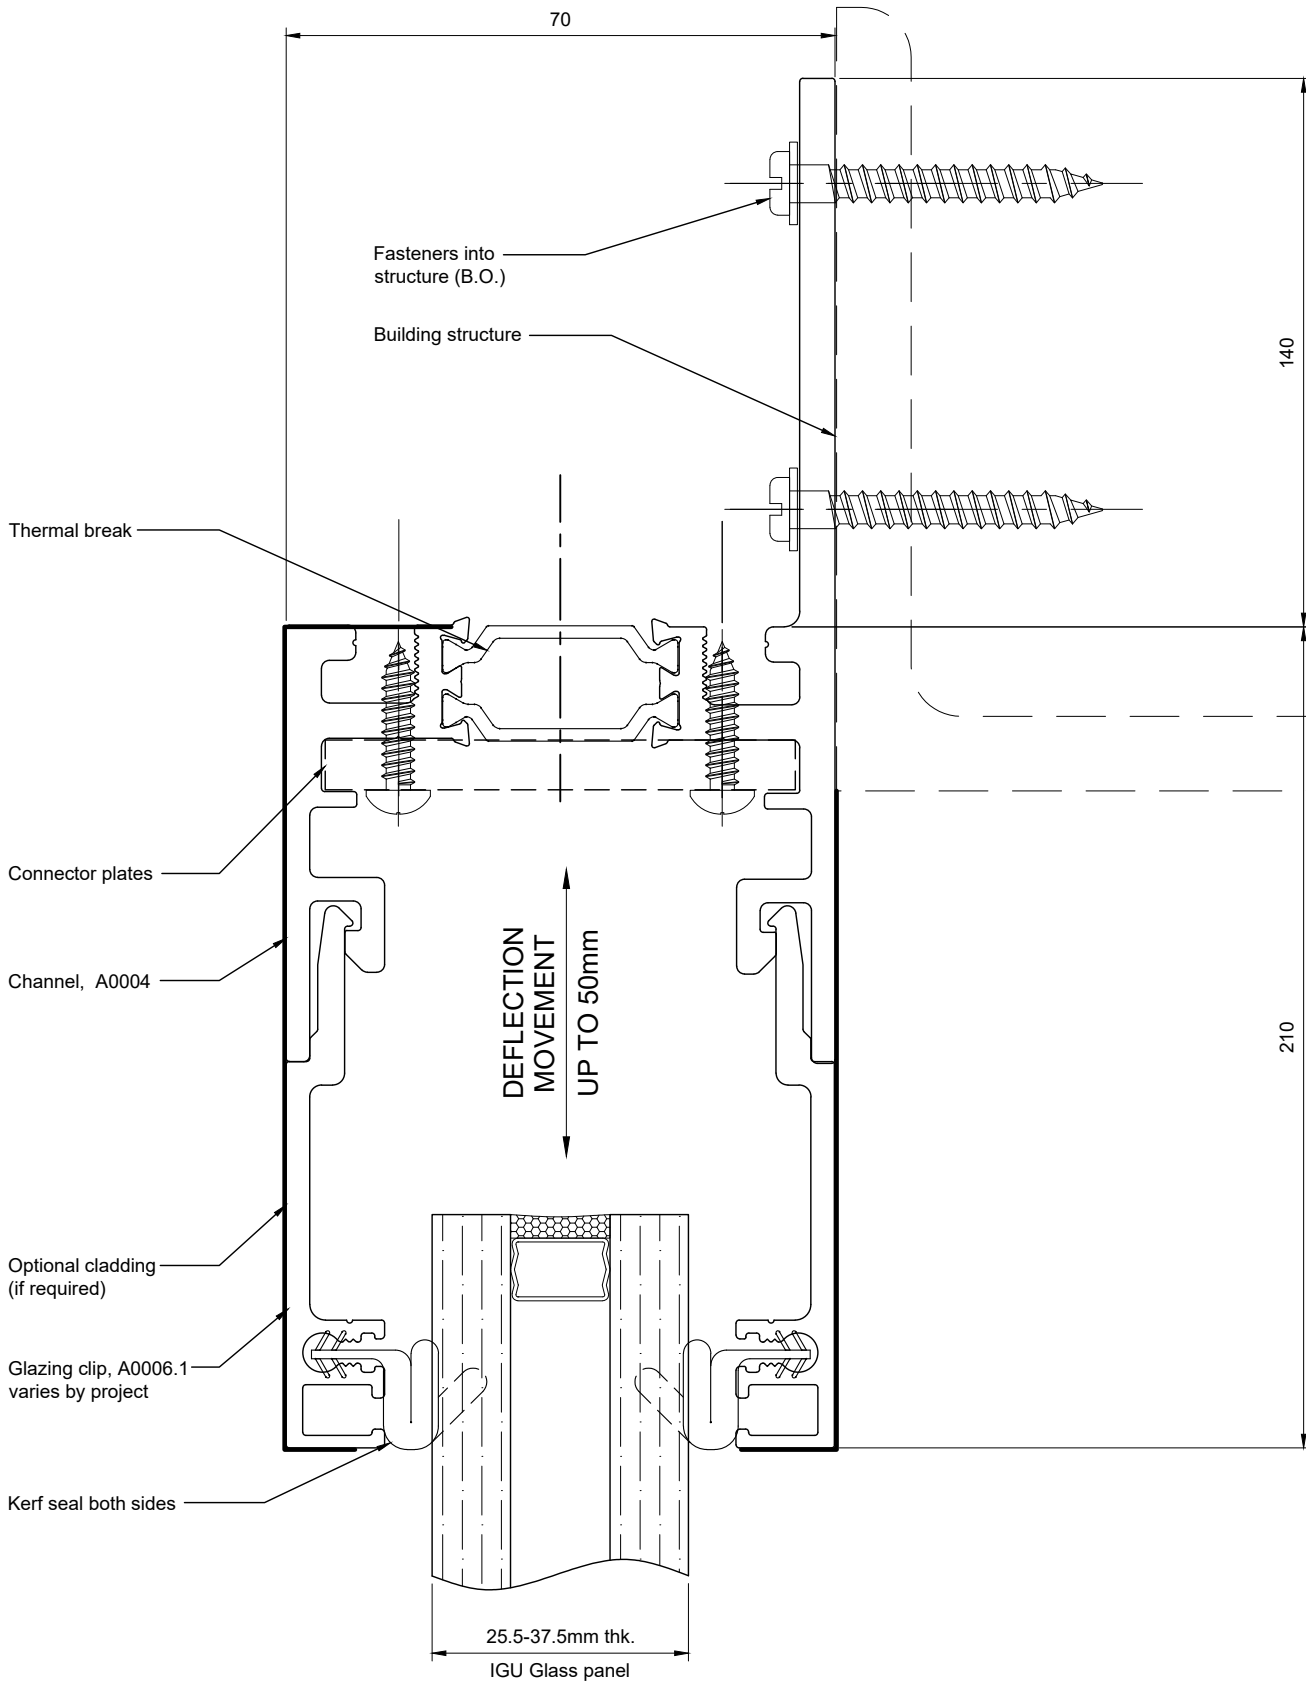 70
Fasteners into
structure (B.O.)
Building structure
140
Thermal break
Connector plates
Channel, A0004
DEFLECTION
MOVEMENT
UP TO 50mm
210
Optional cladding
(if required)
Glazing clip, A0006.1
varies by project
Kerf seal both sides
25.5-37.5mm thk.
IGU Glass panel